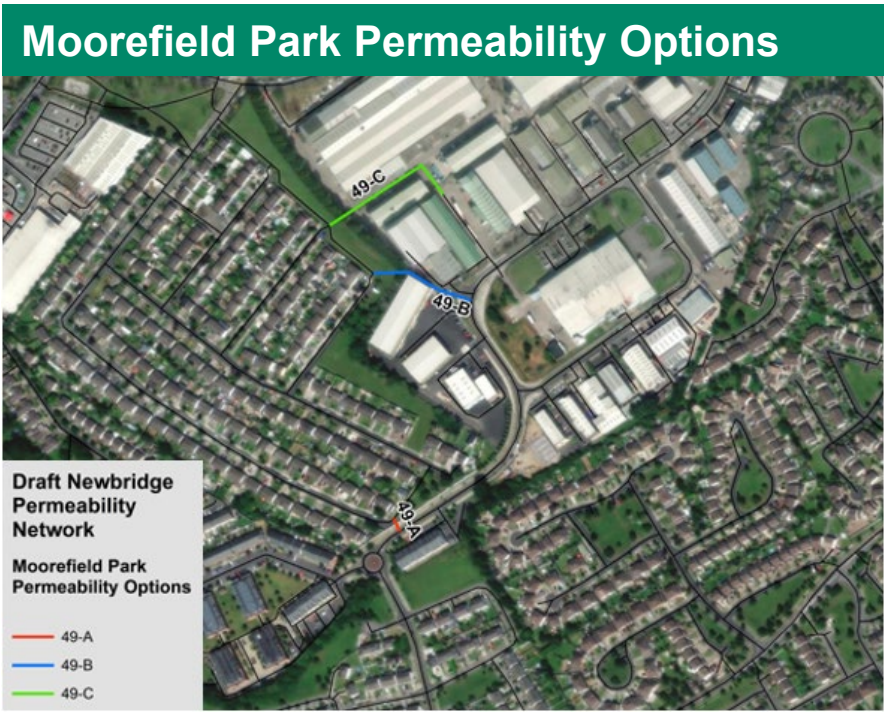 Moorefield Park Permeability Options
49-C
49-B
49-A
Draft Newbridge
Permeability
Network
Moorefield Park
Permeability Options
49-A
49-B
49-C